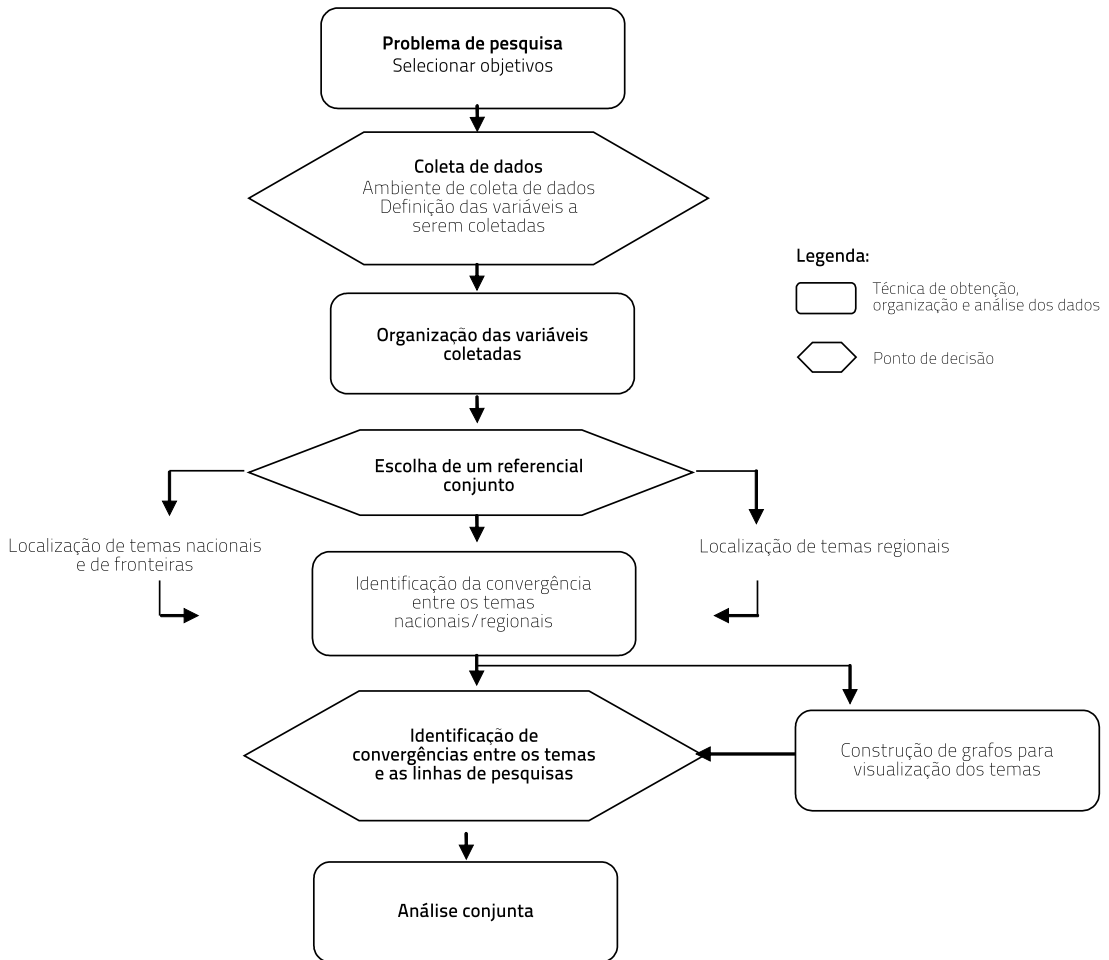 Problema de pesquisa
Selecionar objetivos
Coleta de dados
Ambiente de coleta de dados
Definição das variáveis a
serem coletadas
Legenda:
Técnica de obtenção,
organização e análise dos dados
Ponto de decisão
Organização das variáveis
coletadas
Escolha de um referencial
conjunto
Localização de temas nacionais
e de fronteiras
Localização de temas regionais
Identificação da convergência
entre os temas
nacionais/regionais
Identificação de
convergências entre os temas
e as linhas de pesquisas
Construção de grafos para
visualização dos temas
Análise conjunta